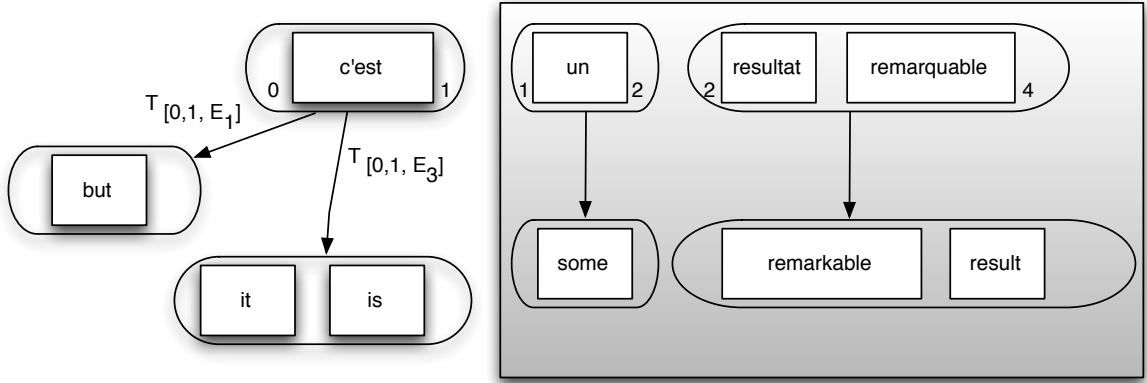 c'est
0 1
un
1 2
resultat remarquable
2 4
T [0,1, E1]
T [0,1, E3]
but
it is
some
remarkable result